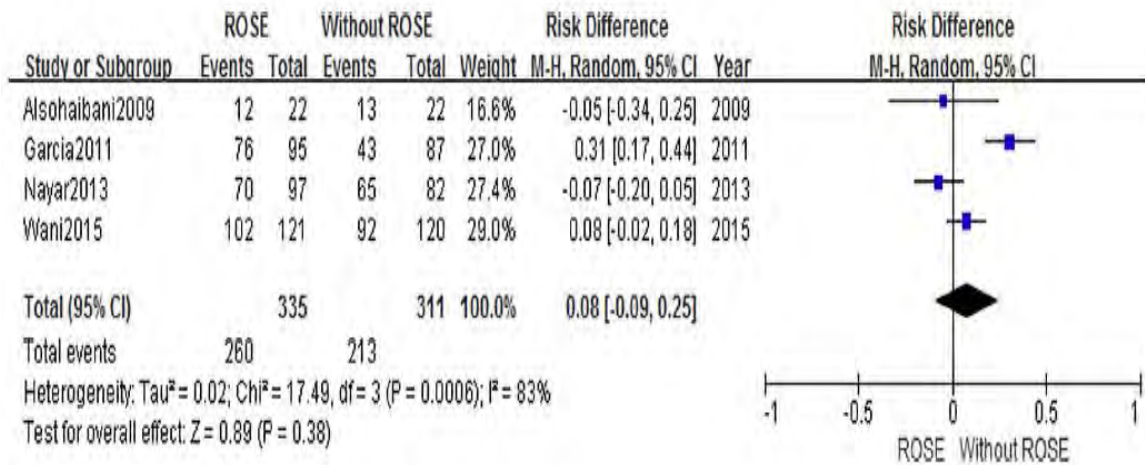 ROSE Without ROSE Risk Difference Risk Difference
Study or Subgroup Events Total Events Total Weight M-H, Random, 95% CI Year M-H, Random, 95% CI
Alsohaibani2009 12 22 13 22 16.6% -0.05 [-0.34, 0.25] 2009
Garcia2011 76 95 43 87 27.0% 0.31 [0.17, 0.44] 2011
Nayar2013 70 97 65 82 27.4% -0.07 [-0.20, 0.05] 2013
Wani2015 102 121 92 120 29.0% 0.08 [-0.02, 0.18] 2015
Total (95% CI) 335 311 100.0% 0.08 [-0.09, 0.25]
Total events 260 213
Heterogeneity: Tau² = 0.02; Chi² = 17.49, df = 3 (P = 0.0006); I² = 83%
Test for overall effect: Z = 0.89 (P = 0.38)
-1 -0.5 0 0.5 1
ROSE Without ROSE